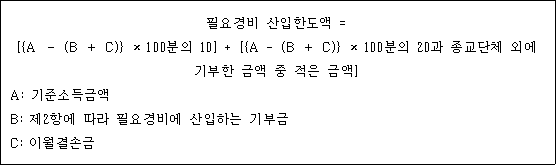 필요경비 산입한도액 =
[{A - (B + C)} × 100분의 10] + [{A - (B + C)} × 100분의 20과 종교단체 외에
기부한 금액 중 적은 금액]
A: 기준소득금액
B: 제2항에 따라 필요경비에 산입하는 기부금
C: 이월결손금